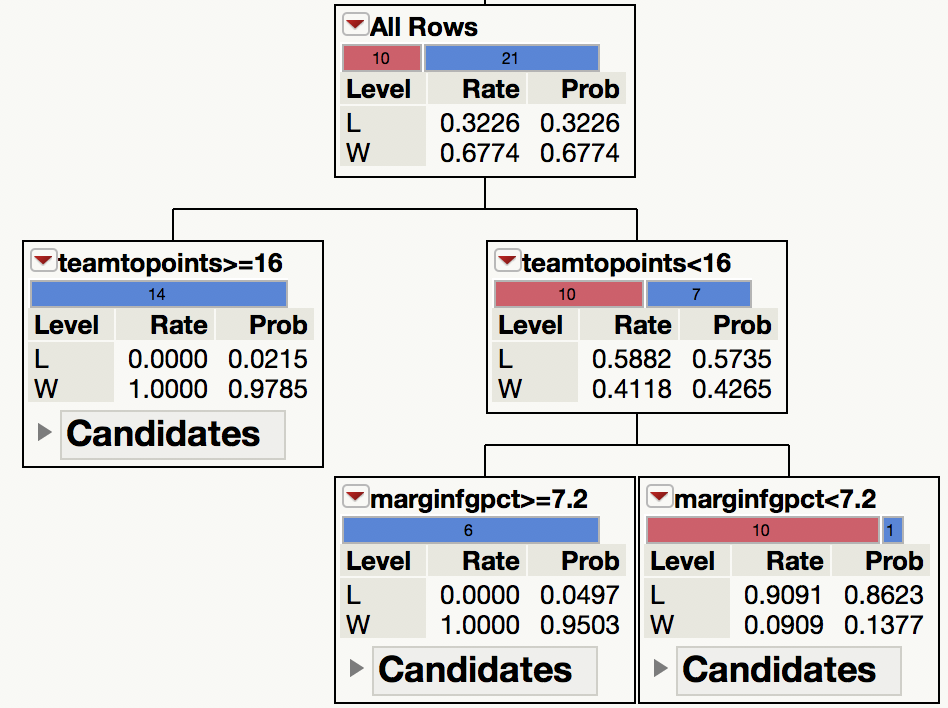 All Rows
10 21
Level Rate Prob
L 0.3226 0.3226
W 0.6774 0.6774
teamtopoints>=16
14
Level Rate Prob
L 0.0000 0.0215
W 1.0000 0.9785
Candidates
teamtopoints<16
10 7
Level Rate Prob
L 0.5882 0.5735
W 0.4118 0.4265
marginfgpct>=7.2
6
Level Rate Prob
L 0.0000 0.0497
W 1.0000 0.9503
Candidates
marginfgpct<7.2
10 1
Level Rate Prob
L 0.9091 0.8623
W 0.0909 0.1377
Candidates